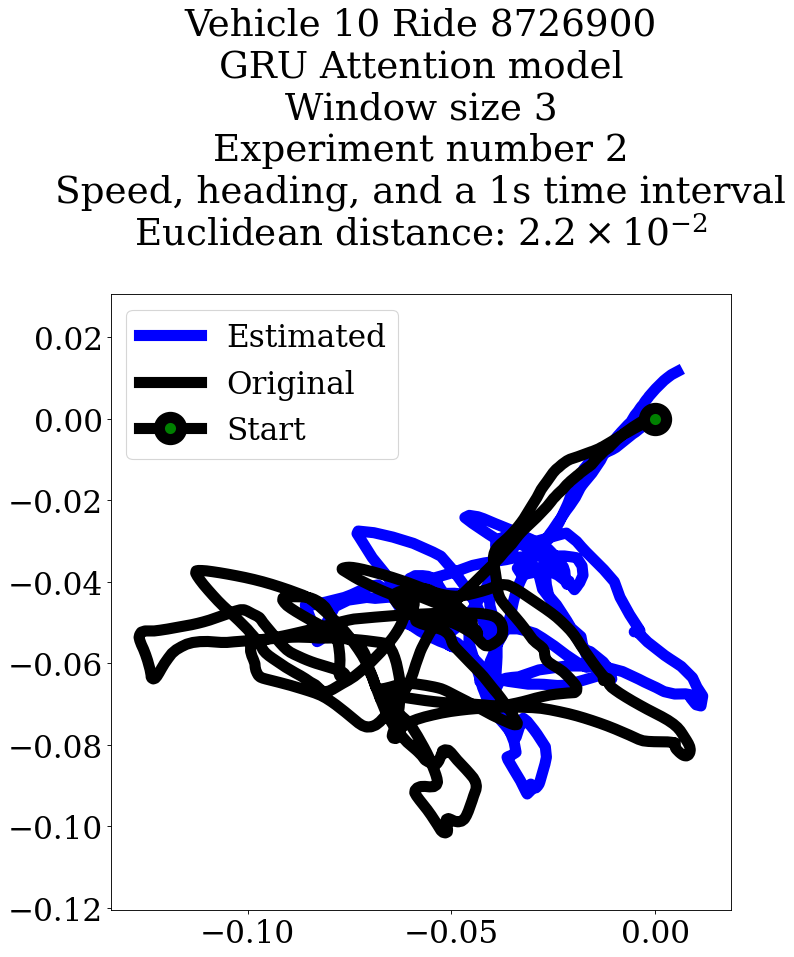 Vehicle 10 Ride 8726900
GRU Attention model
Window size 3
Experiment number 2
Speed, heading, and a 1s time interval
Euclidean distance: 2.2 × 10⁻²
Estimated
Original
Start
0.02
0.00
−0.02
−0.04
−0.06
−0.08
−0.10
−0.12
−0.10 −0.05 0.00